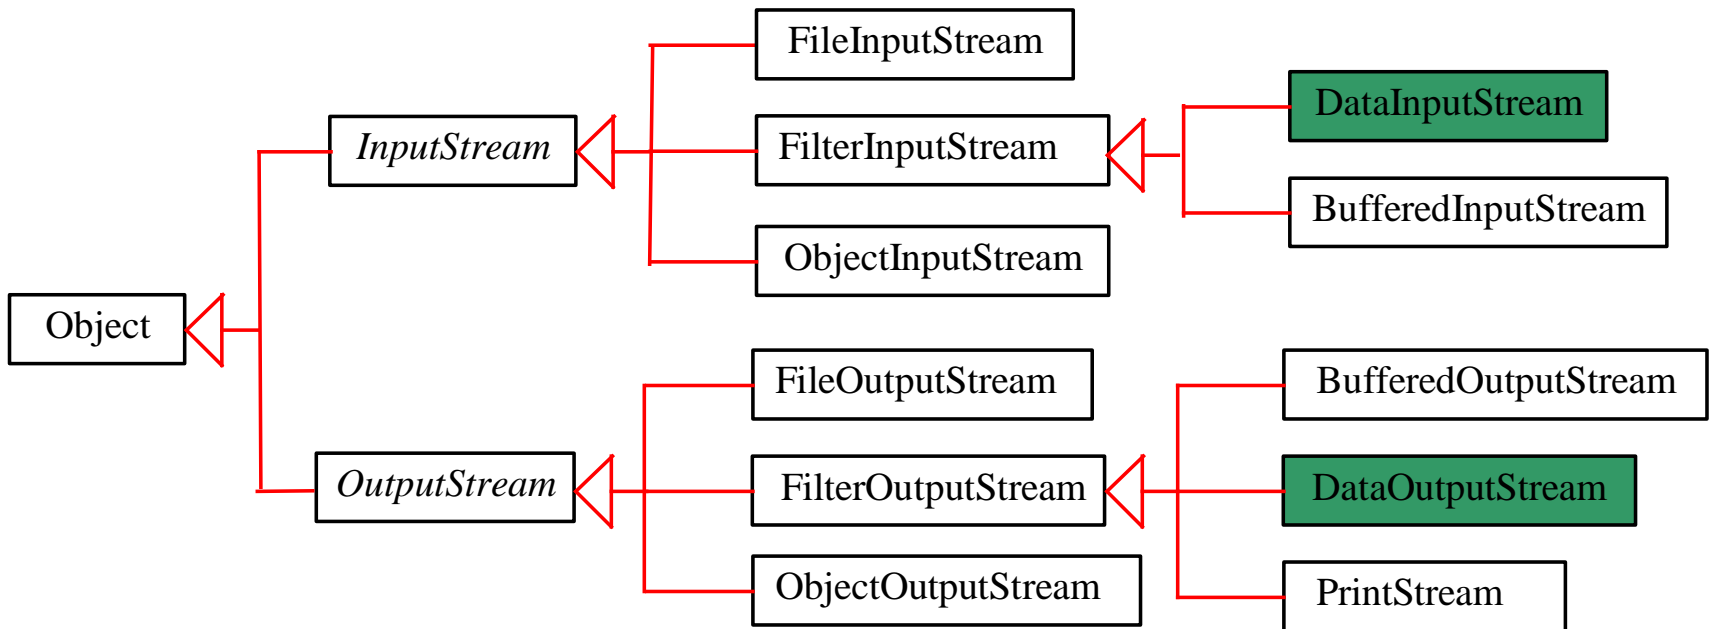 FileInputStream
DataInputStream
InputStream
FilterInputStream
BufferedInputStream
ObjectInputStream
Object
FileOutputStream
BufferedOutputStream
OutputStream
FilterOutputStream
DataOutputStream
ObjectOutputStream
PrintStream